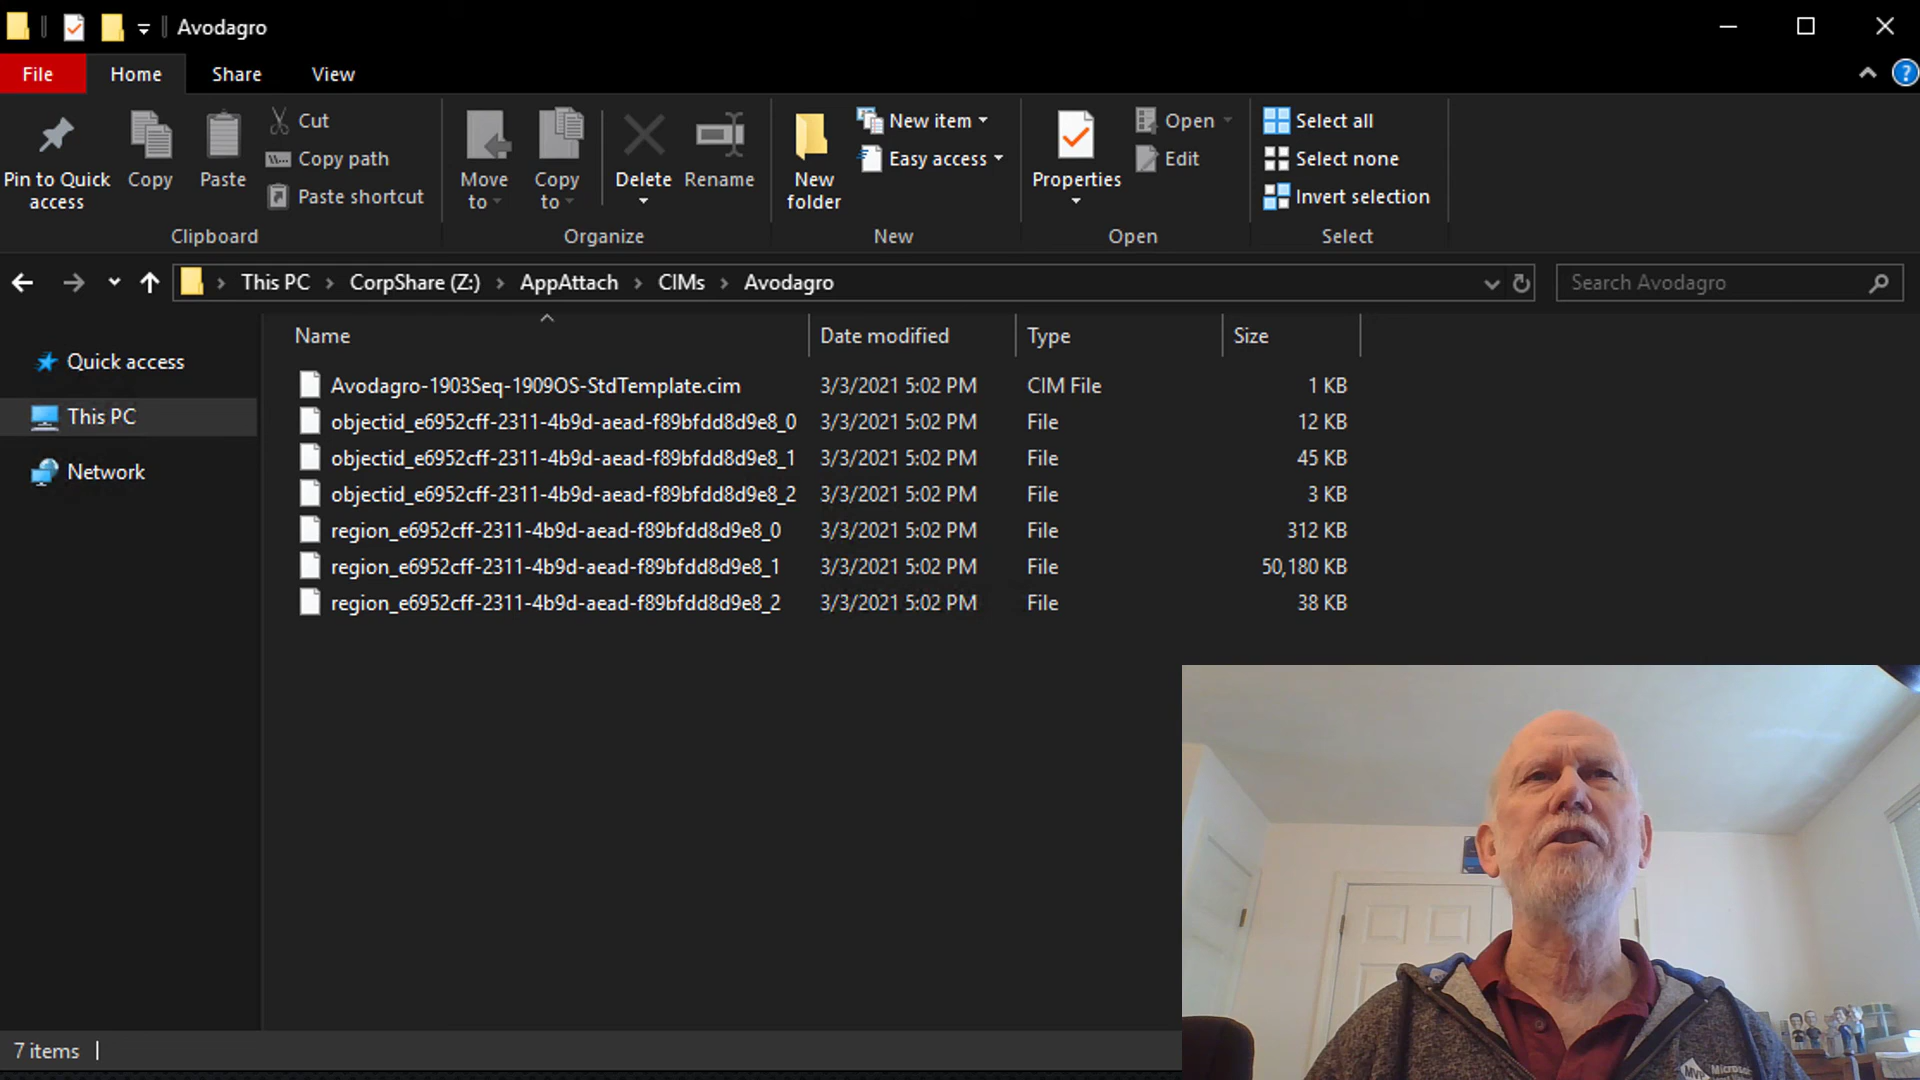 Avodagro
File Home Share View
Pin to Quick access
Copy
Paste
Cut
Copy path
Paste shortcut
Clipboard
Move to
Copy to
Delete
Rename
Organize
New folder
New item
Easy access
New
Properties
Open
Edit
Open
Select all
Select none
Invert selection
Select
This PC > CorpShare (Z:) > AppAttach > CIMs > Avodagro
Search Avodagro
Quick access
This PC
Network
Name Date modified Type Size
Avodagro-1903Seq-1909OS-StdTemplate.cim 3/3/2021 5:02 PM CIM File 1 KB
objectid_e6952cff-2311-4b9d-aead-f89bfdd8d9e8_0 3/3/2021 5:02 PM File 12 KB
objectid_e6952cff-2311-4b9d-aead-f89bfdd8d9e8_1 3/3/2021 5:02 PM File 45 KB
objectid_e6952cff-2311-4b9d-aead-f89bfdd8d9e8_2 3/3/2021 5:02 PM File 3 KB
region_e6952cff-2311-4b9d-aead-f89bfdd8d9e8_0 3/3/2021 5:02 PM File 312 KB
region_e6952cff-2311-4b9d-aead-f89bfdd8d9e8_1 3/3/2021 5:02 PM File 50,180 KB
region_e6952cff-2311-4b9d-aead-f89bfdd8d9e8_2 3/3/2021 5:02 PM File 38 KB
7 items